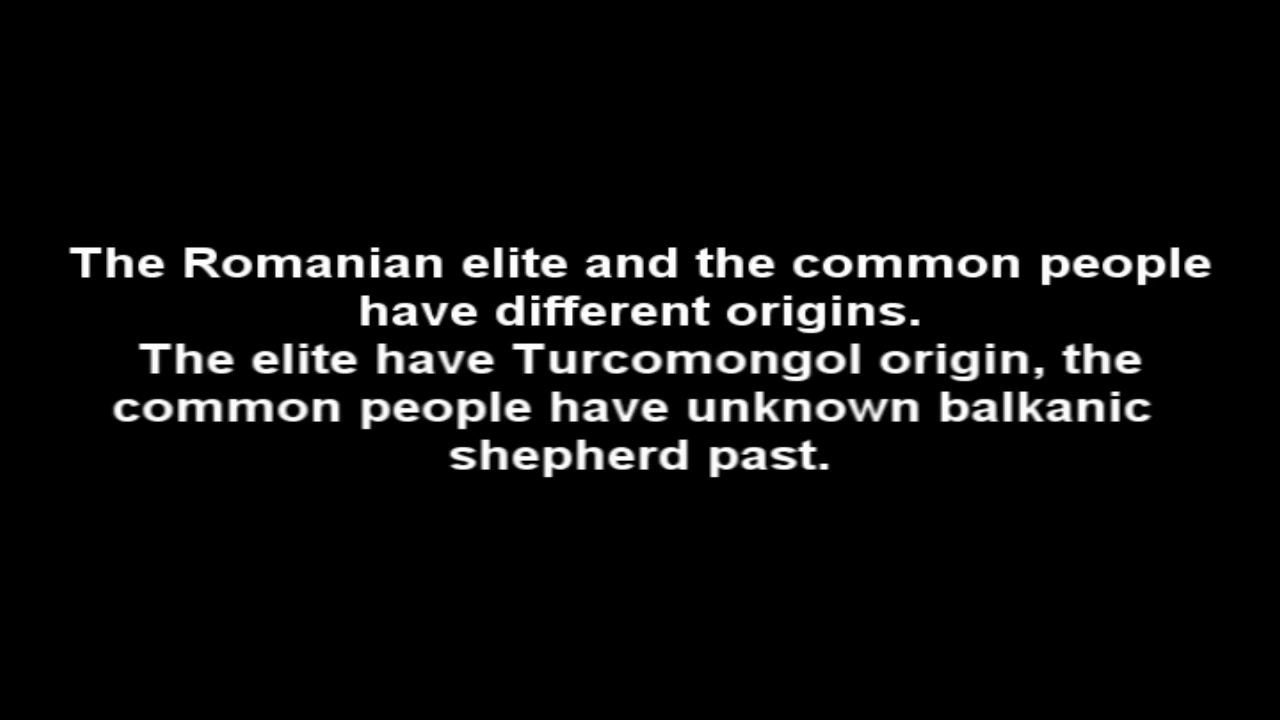 The Romanian elite and the common people
have different origins.
The elite have Turcomongol origin, the
common people have unknown balkanic
shepherd past.